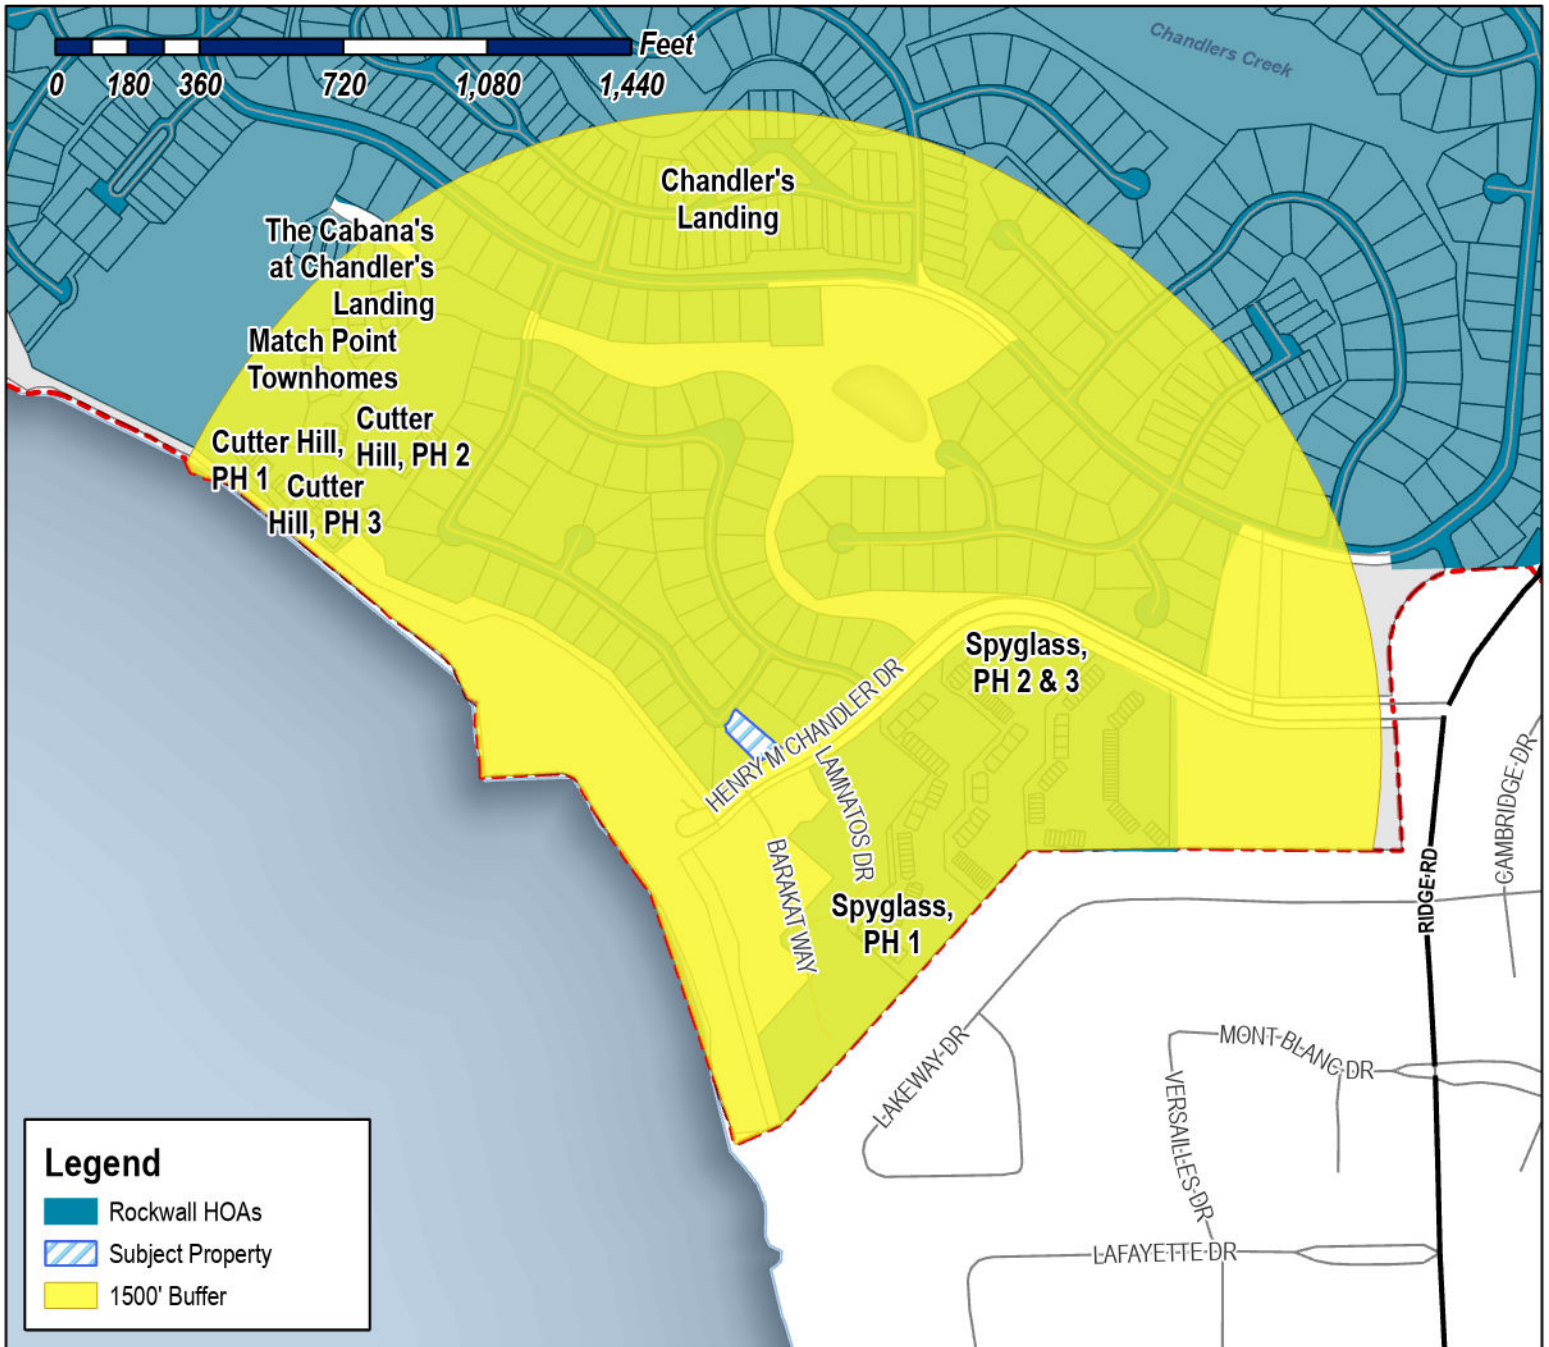 Feet
0 180 360 720 1,080 1,440
Chandlers Creek
Chandler's
Landing
The Cabana's
at Chandler's
Landing
Match Point
Townhomes
Cutter
Hill, PH 2
Cutter Hill,
PH 1
Cutter
Hill, PH 3
Spyglass,
PH 2 & 3
HENRY M CHANDLER DR
LAMNATOS DR
BARAKAT WAY
Spyglass,
PH 1
CAMBRIDGE DR
RIDGE RD
LAKEWAY DR
MONT BLANC DR
VERSAILLES DR
LAFAYETTE DR
Legend
Rockwall HOAs
Subject Property
1500' Buffer